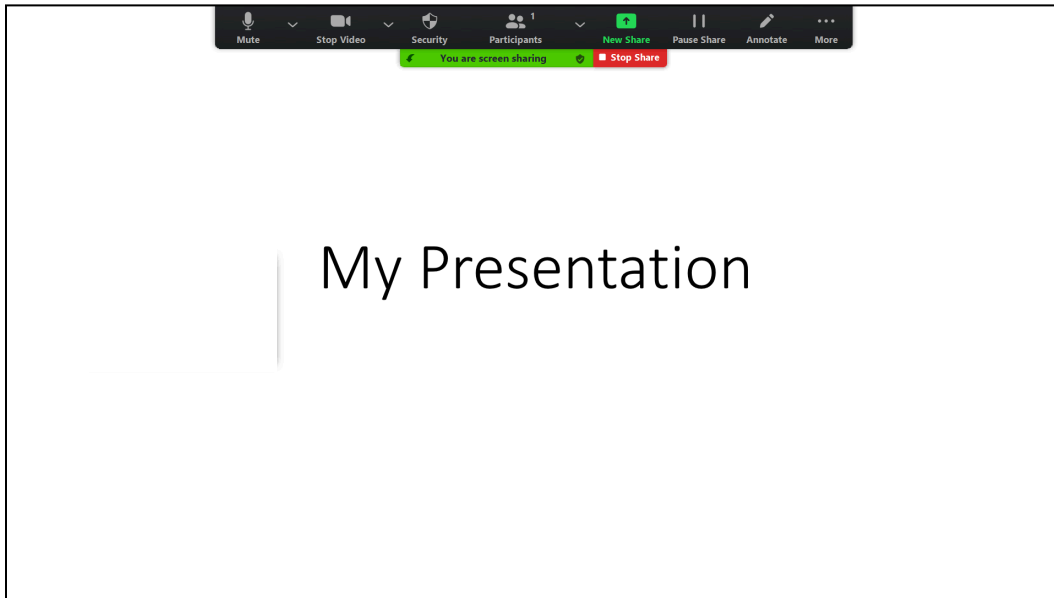 1
Mute Stop Video Security Participants New Share Pause Share Annotate More
You are screen sharing Stop Share
My Presentation